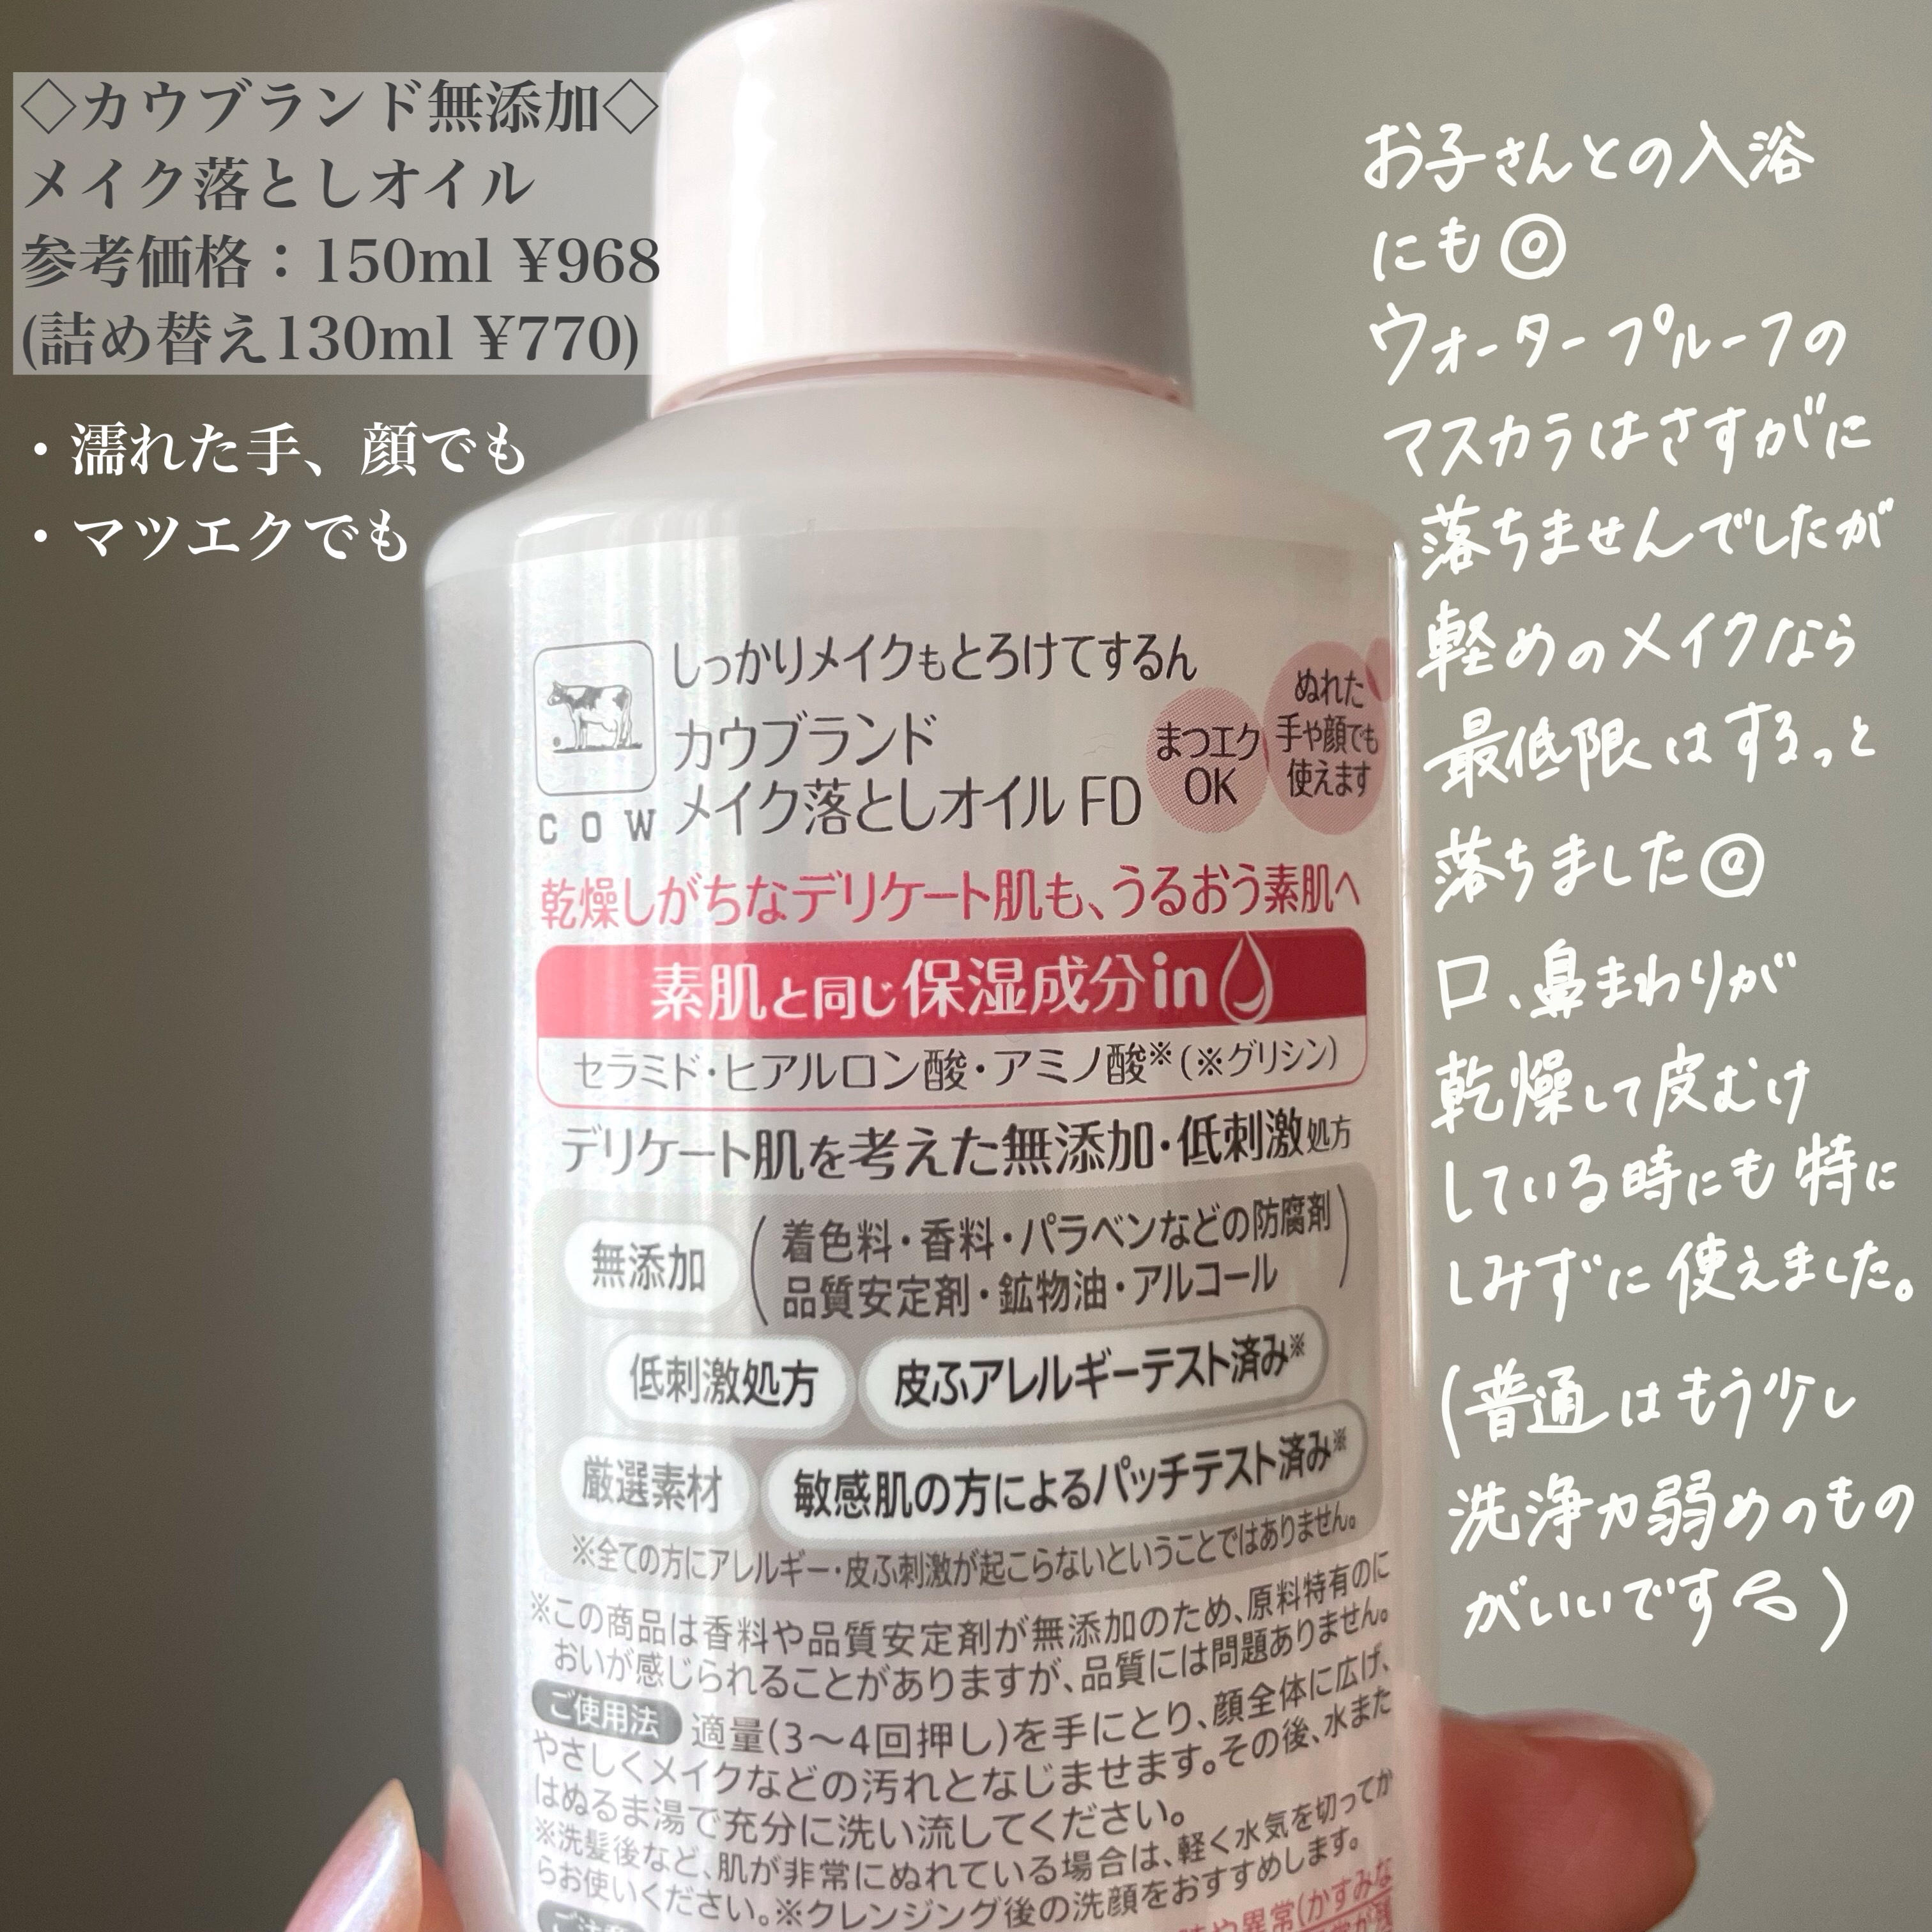 ◇カウブランド無添加◇
メイク落としオイル
参考価格：150ml ¥968
(詰め替え130ml ¥770)
・濡れた手、顔でも
・マツエクでも
お子さんとの入浴
にも◎
ウォータープルーフの
マスカラはさすがに
落ちませんでしたが
軽めのメイクなら
最低限はするっと
落ちました◎
口、鼻まわりが
乾燥して皮むけ
している時にも特に
しみずに使えました。
(普通はもう少し
洗浄力弱めのもの
がいいです
)
しっかりメイクもとろけてするん
カウブランド
メイク落としオイル FD
まつエク
OK
ぬれた
手や顔でも
使えます
COW
乾燥しがちなデリケート肌も、うるおう素肌へ
素肌と同じ保湿成分in
セラミド・ヒアルロン酸・アミノ酸※(※グリシン)
デリケート肌を考えた無添加・低刺激処方
無添加
(着色料・香料・パラベンなどの防腐剤
品質安定剤・鉱物油・アルコール)
低刺激処方
皮ふアレルギーテスト済み※
厳選素材
敏感肌の方によるパッチテスト済み※
※全ての方にアレルギー・皮ふ刺激が起こらないということではありません。
※この商品は香料や品質安定剤が無添加のため、原料特有のに
おいが感じられることがありますが、品質には問題ありません。
ご使用法 適量(3〜4回押し)を手にとり、顔全体に広げ、
やさしくメイクなどの汚れとなじませます。その後、水また
はぬるま湯で充分に洗い流してください。
※洗髪後など、肌が非常にぬれている場合は、軽く水気を切ってか
らお使いください。※クレンジング後の洗顔をおすすめします。
や異常(かすみな